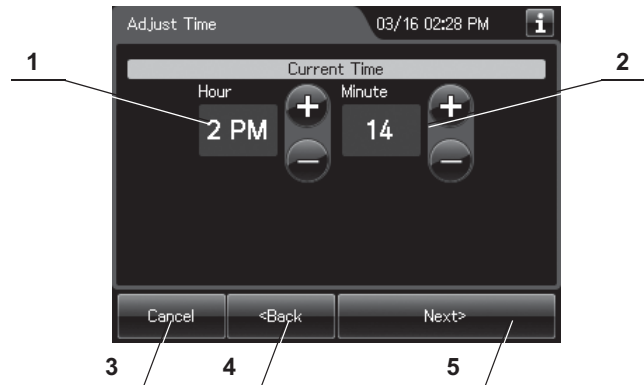 Adjust Time 03/16 02:28 PM i
1 2
Current Time
Hour Minute
2 PM + 14 +
− −
Cancel <Back Next>
3 4 5